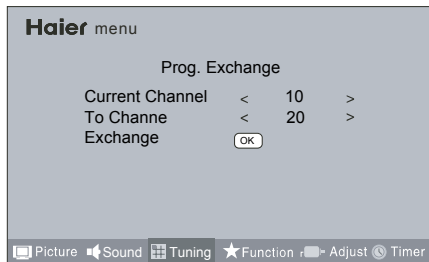 Haier menu
Prog. Exchange
Current Channel < 10 >
To Channe < 20 >
Exchange OK
Picture Sound Tuning Function Adjust Timer